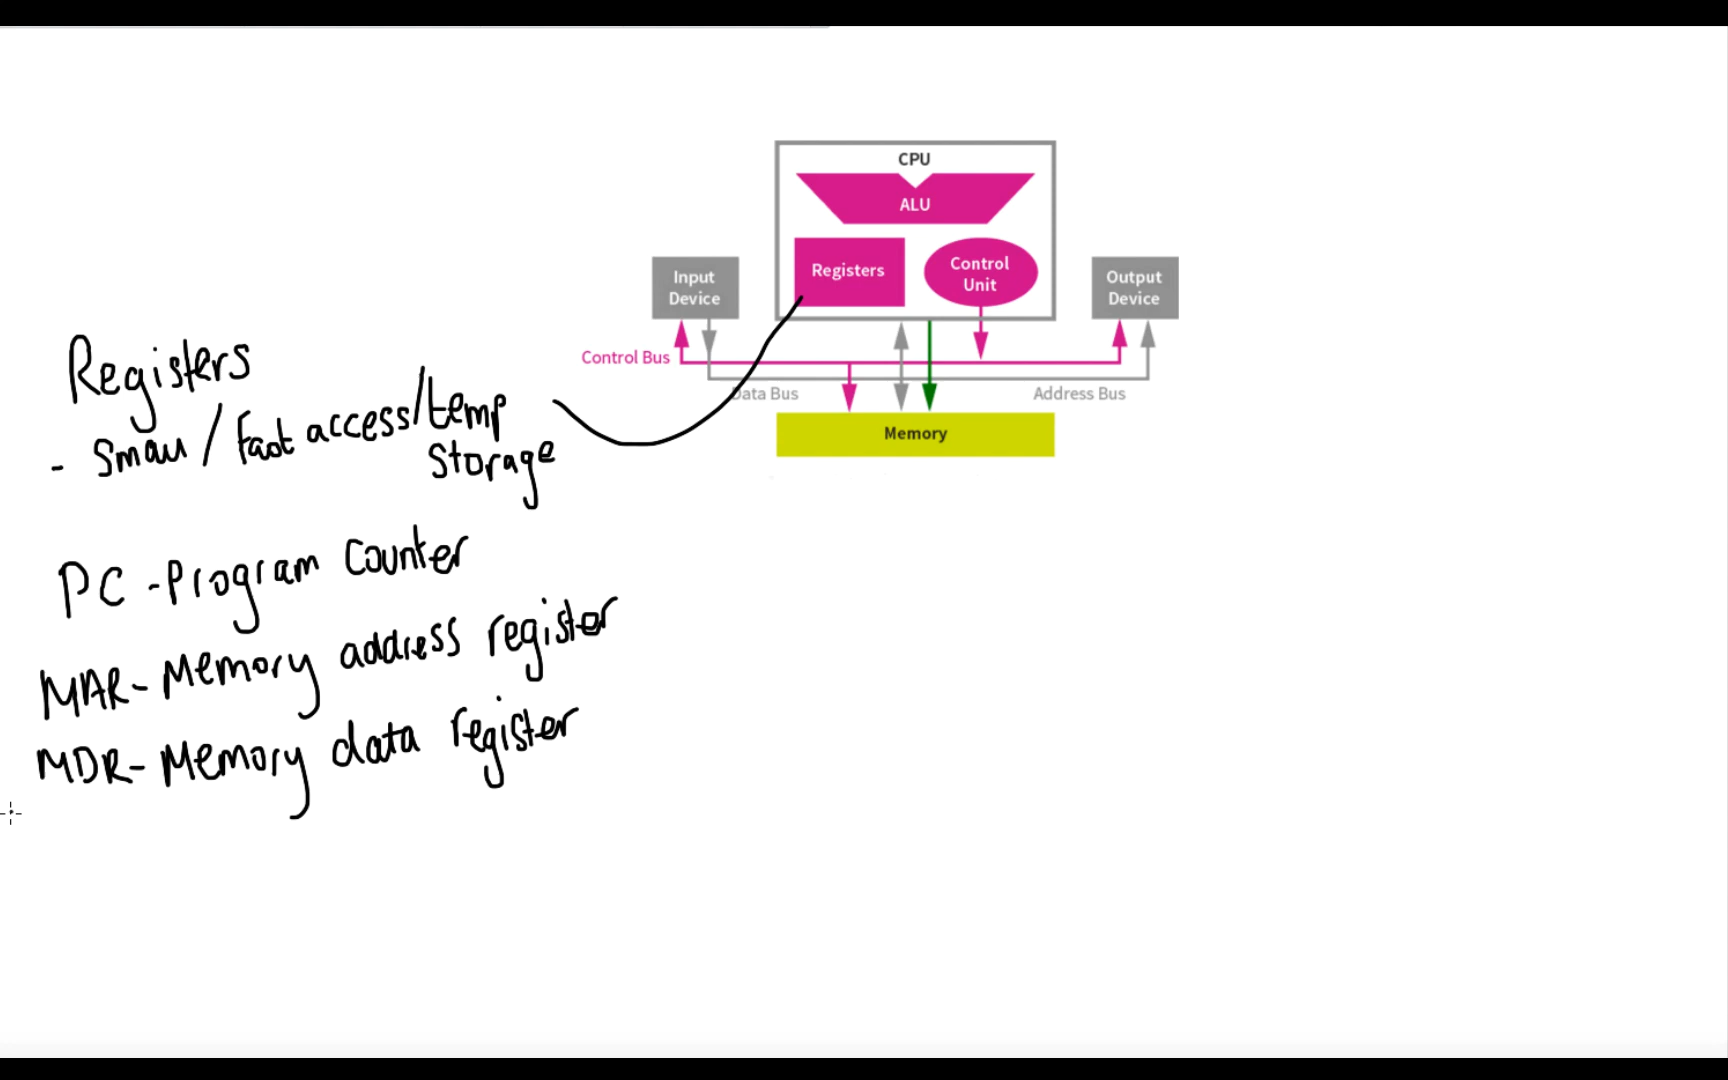 CPU
ALU
Registers
Control
Unit
Input
Device
Output
Device
Control Bus
Data Bus
Address Bus
Memory
Registers
- Small / Fast access/temp
Storage
PC - Program Counter
MAR- Memory address register
MDR- Memory data register